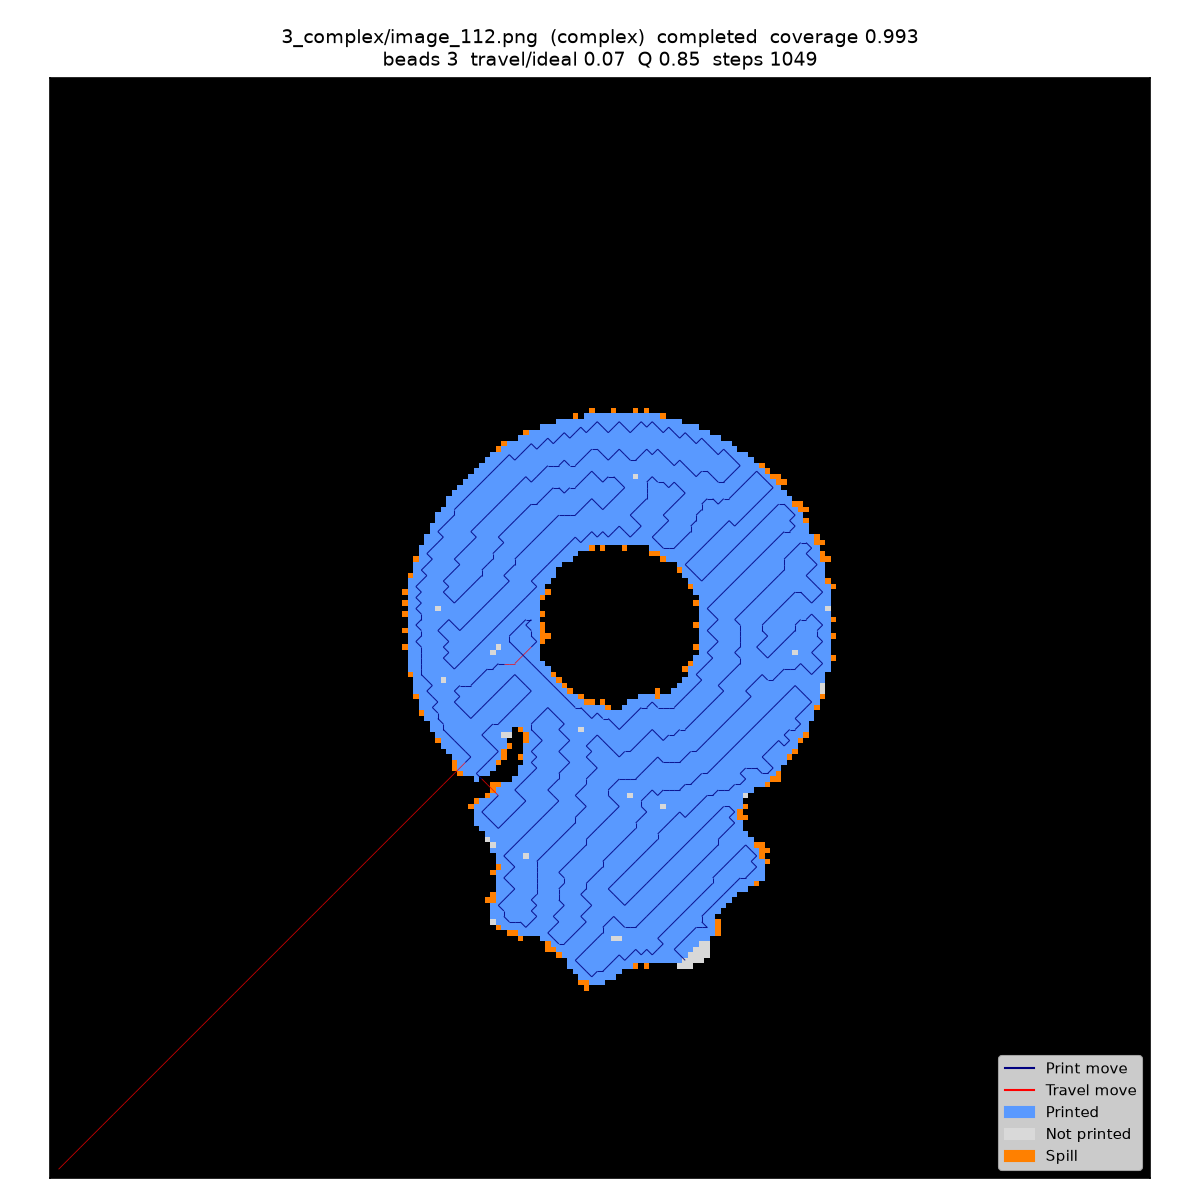 3_complex/image_112.png  (complex)  completed  coverage 0.993
beads 3  travel/ideal 0.07  Q 0.85  steps 1049
Print move
Travel move
Printed
Not printed
Spill